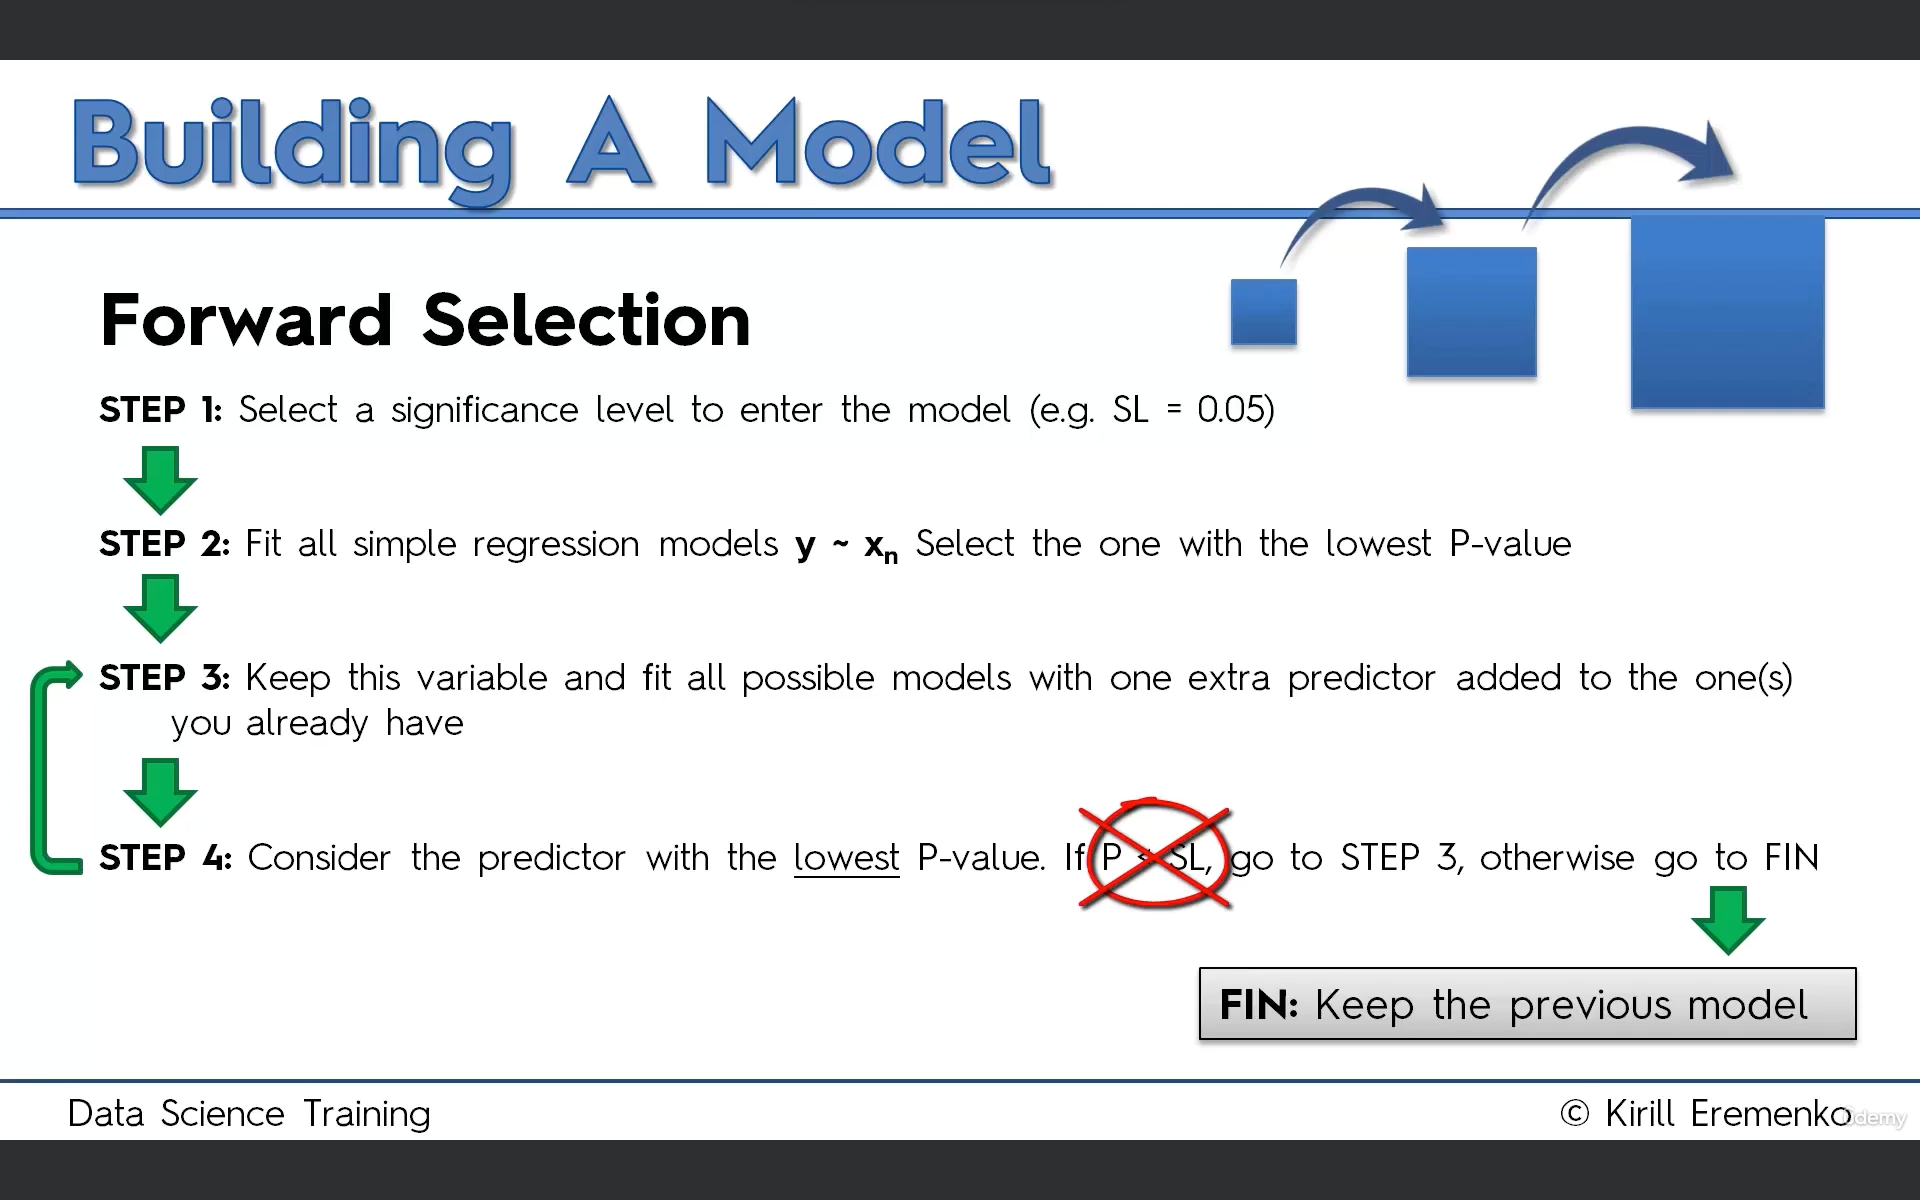 Building A Model
Forward Selection
STEP 1: Select a significance level to enter the model (e.g. SL = 0.05)
STEP 2: Fit all simple regression models y ~ xn Select the one with the lowest P-value
STEP 3: Keep this variable and fit all possible models with one extra predictor added to the one(s)
you already have
STEP 4: Consider the predictor with the lowest P-value. If P < SL, go to STEP 3, otherwise go to FIN
FIN: Keep the previous model
Data Science Training
© Kirill Eremenko
Udemy